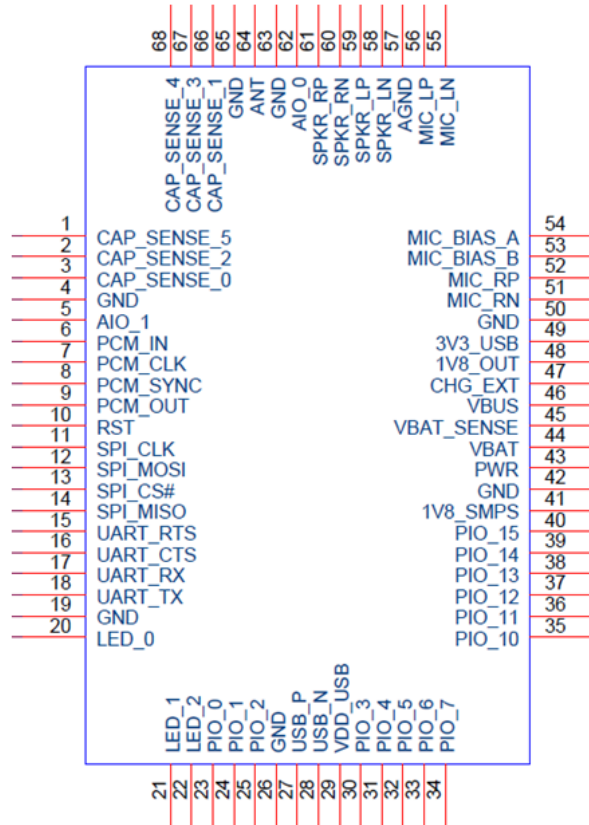 68 CAP_SENSE_4
67 CAP_SENSE_3
66 CAP_SENSE_1
65 GND
64 ANT
63 GND
62 AIO_0
61 SPKR_RP
60 SPKR_RN
59 SPKR_LP
58 SPKR_LN
57 AGND
56 MIC_LP
55 MIC_LN
1 CAP_SENSE_5
2 CAP_SENSE_2
3 CAP_SENSE_0
4 GND
5 AIO_1
6 PCM_IN
7 PCM_CLK
8 PCM_SYNC
9 PCM_OUT
10 RST
11 SPI_CLK
12 SPI_MOSI
13 SPI_CS#
14 SPI_MISO
15 UART_RTS
16 UART_CTS
17 UART_RX
18 UART_TX
19 GND
20 LED_0
MIC_BIAS_A 54
MIC_BIAS_B 53
MIC_RP 52
MIC_RN 51
GND 50
3V3_USB 49
1V8_OUT 48
CHG_EXT 47
VBUS 46
VBAT_SENSE 45
VBAT 44
PWR 43
GND 42
1V8_SMPS 41
PIO_15 40
PIO_14 39
PIO_13 38
PIO_12 37
PIO_11 36
PIO_10 35
21 LED_1
22 LED_2
23 PIO_0
24 PIO_1
25 PIO_2
26 GND
27 USB_P
28 USB_N
29 VDD_USB
30 PIO_3
31 PIO_4
32 PIO_5
33 PIO_6
34 PIO_7